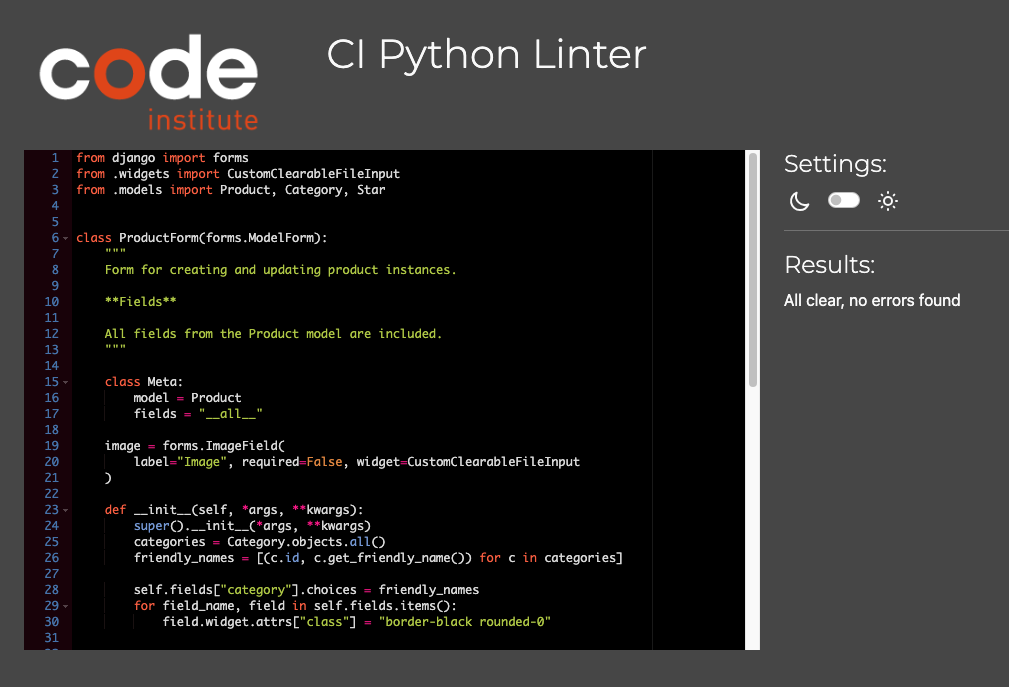 code
institute
CI Python Linter
1 from django import forms
2 from .widgets import CustomClearableFileInput
3 from .models import Product, Category, Star
4
5
6 class ProductForm(forms.ModelForm):
7     """
8     Form for creating and updating product instances.
9
10     **Fields**
11
12     All fields from the Product model are included.
13     """
14
15     class Meta:
16         model = Product
17         fields = "__all__"
18
19     image = forms.ImageField(
20         label="Image", required=False, widget=CustomClearableFileInput
21     )
22
23     def __init__(self, *args, **kwargs):
24         super().__init__(*args, **kwargs)
25         categories = Category.objects.all()
26         friendly_names = [(c.id, c.get_friendly_name()) for c in categories]
27
28         self.fields["category"].choices = friendly_names
29         for field_name, field in self.fields.items():
30             field.widget.attrs["class"] = "border-black rounded-0"
31
Settings:
Results:
All clear, no errors found